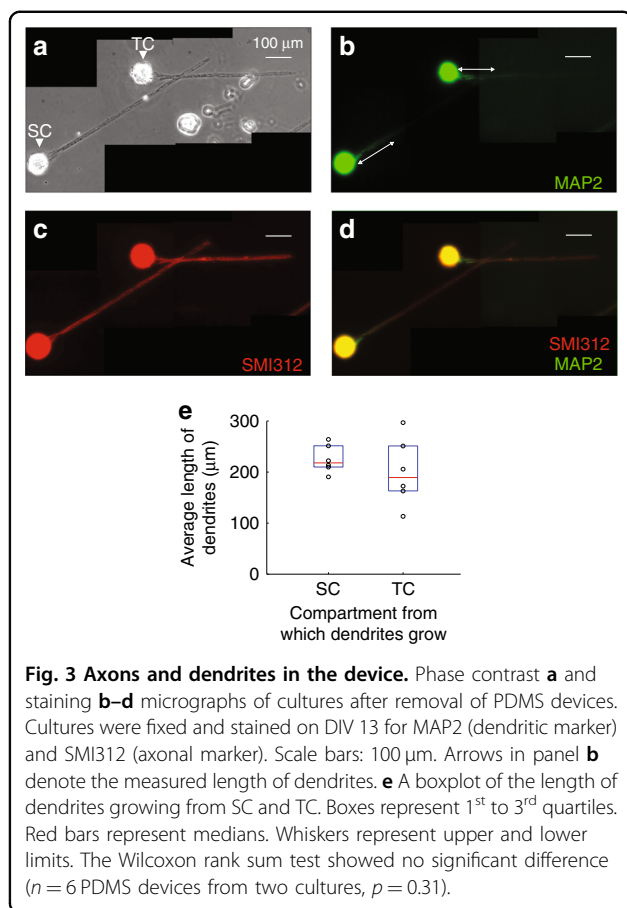 a
TC
100 μm
SC
b
MAP2
c
SMI312
d
SMI312
MAP2
e
300
200
100
0
Average length of
dendrites (μm)
SC
TC
Compartment from
which dendrites grow
Fig. 3 Axons and dendrites in the device. Phase contrast a and
staining b–d micrographs of cultures after removal of PDMS devices.
Cultures were fixed and stained on DIV 13 for MAP2 (dendritic marker)
and SMI312 (axonal marker). Scale bars: 100 μm. Arrows in panel b
denote the measured length of dendrites. e A boxplot of the length of
dendrites growing from SC and TC. Boxes represent 1st to 3rd quartiles.
Red bars represent medians. Whiskers represent upper and lower
limits. The Wilcoxon rank sum test showed no significant difference
(n = 6 PDMS devices from two cultures, p = 0.31).